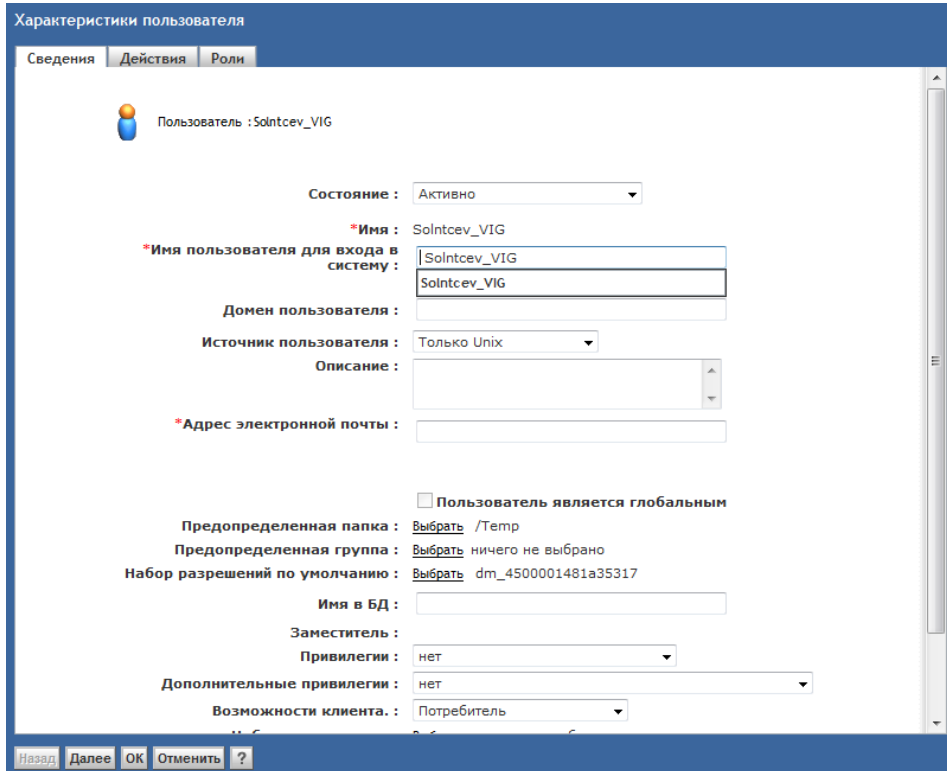 Характеристики пользователя
Сведения Действия Роли
Пользователь :Solntcev_VIG
Состояние : Активно
*Имя : Solntcev_VIG
*Имя пользователя для входа в
систему : Solntcev_VIG
Solntcev_VIG
Домен пользователя :
Источник пользователя : Только Unix
Описание :
*Адрес электронной почты :
Пользователь является глобальным
Предопределенная папка : Выбрать /Temp
Предопределенная группа : Выбрать ничего не выбрано
Набор разрешений по умолчанию : Выбрать dm_4500001481a35317
Имя в БД :
Заместитель :
Привилегии : нет
Дополнительные привилегии : нет
Возможности клиента. : Потребитель
Назад Далее ОК Отменить ?